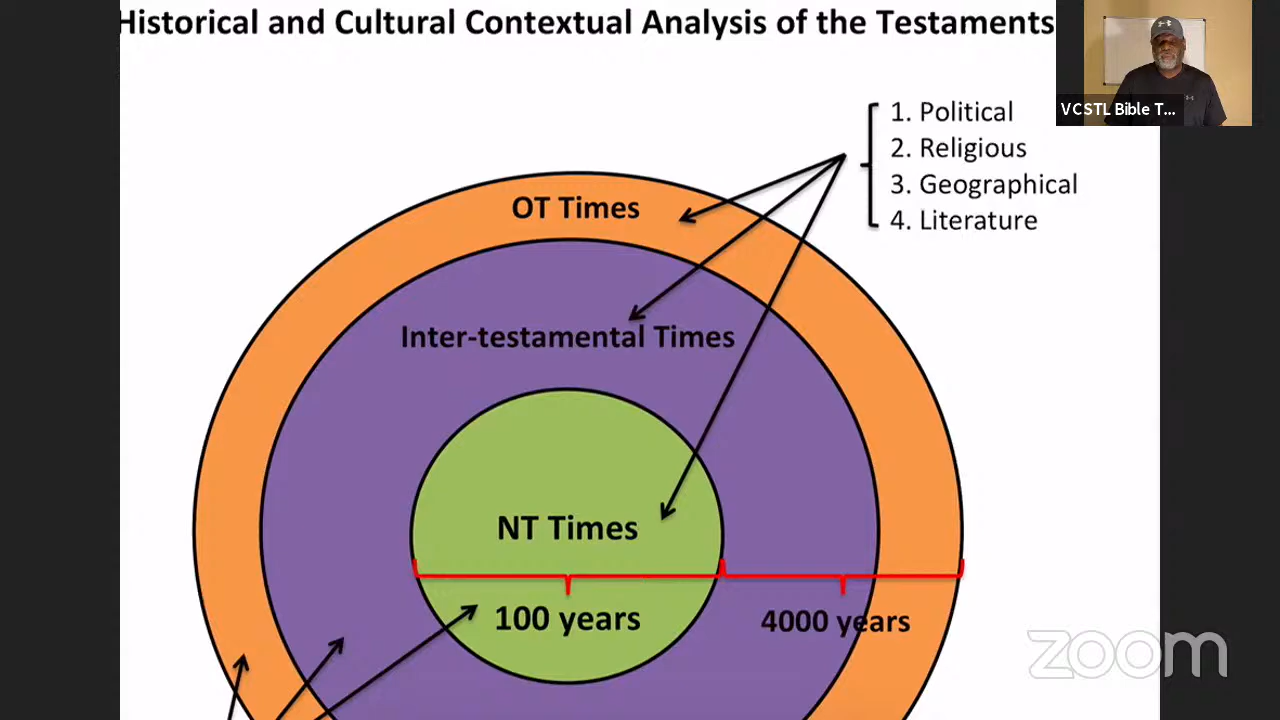 Historical and Cultural Contextual Analysis of the Testaments
VCSTL Bible T...
1. Political
2. Religious
3. Geographical
4. Literature
OT Times
Inter-testamental Times
NT Times
100 years
4000 years
zoom